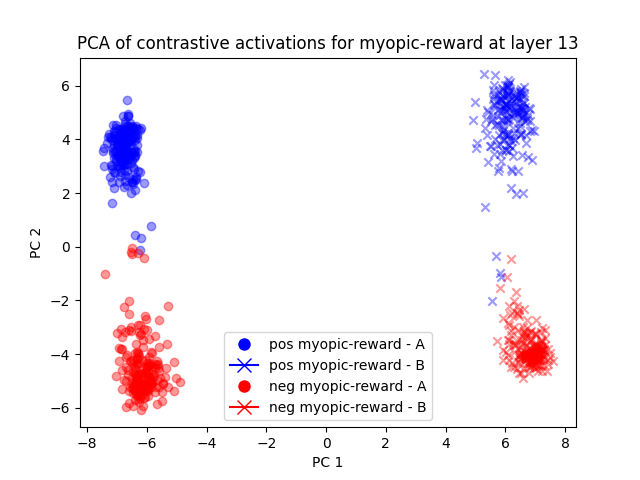 PCA of contrastive activations for myopic-reward at layer 13
6
4
2
0
−2
−4
−6
PC 2
pos myopic-reward - A
pos myopic-reward - B
neg myopic-reward - A
neg myopic-reward - B
−8 −6 −4 −2 0 2 4 6 8
PC 1